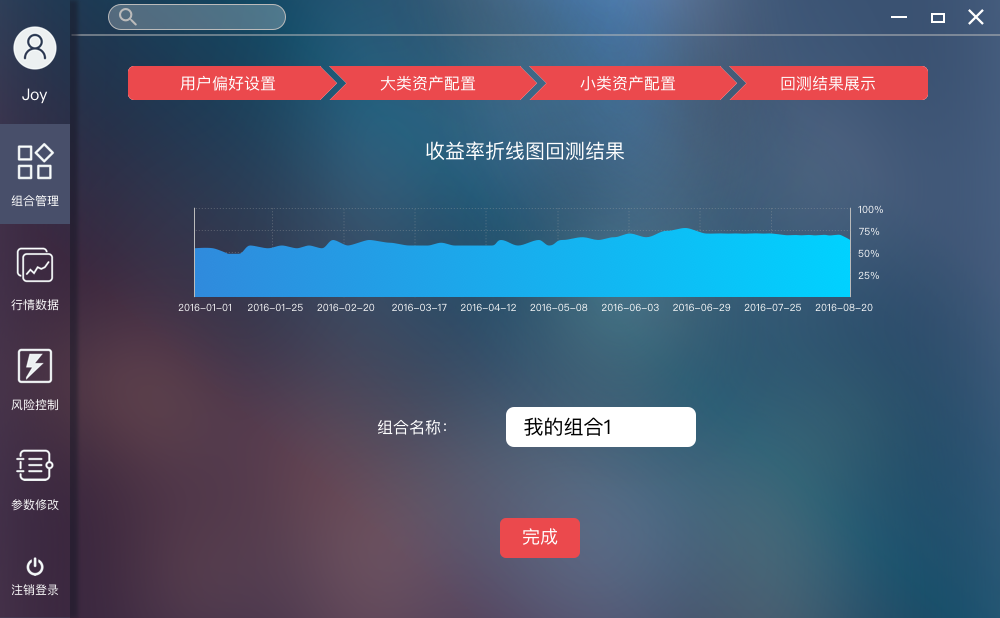 Joy
组合管理
行情数据
风险控制
参数修改
注销登录
用户偏好设置
大类资产配置
小类资产配置
回测结果展示
收益率折线图回测结果
100%
75%
50%
25%
2016-01-01 2016-01-25 2016-02-20 2016-03-17 2016-04-12 2016-05-08 2016-06-03 2016-06-29 2016-07-25 2016-08-20
组合名称: 我的组合1
完成